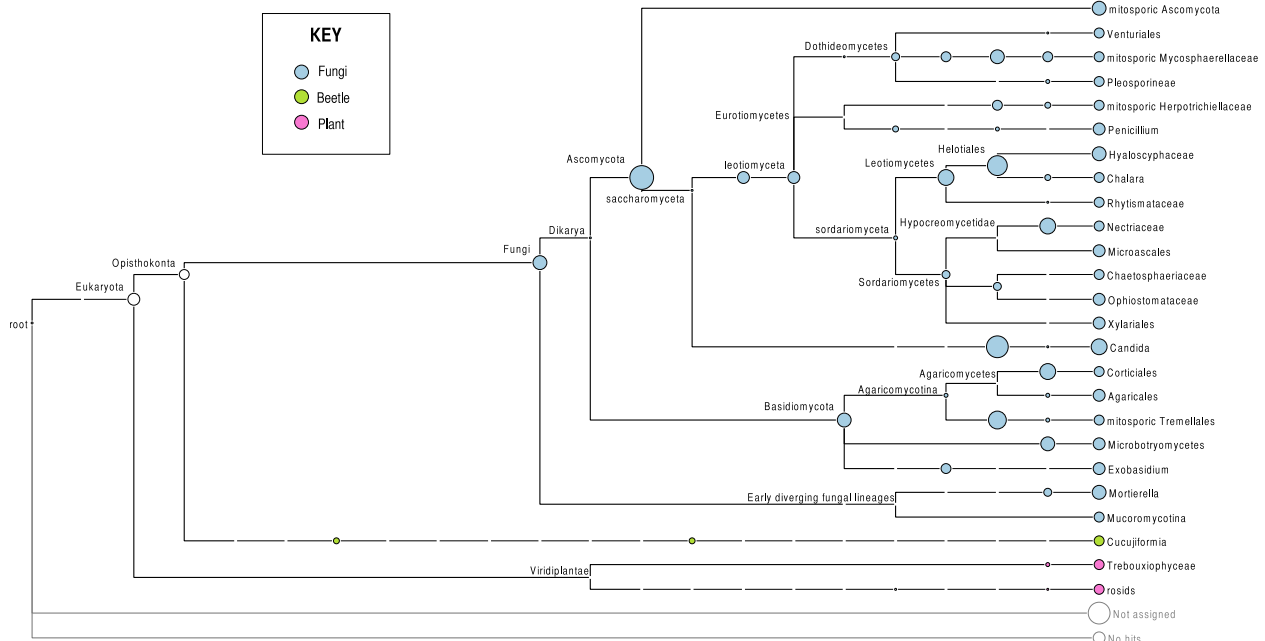 KEY
Fungi
Beetle
Plant
mitosporic Ascomycota
Venturiales
Dothideomycetes
mitosporic Mycosphaerellaceae
Pleosporineae
mitosporic Herpotrichiellaceae
Eurotiomycetes
Penicillium
Helotiales
Hyaloscyphaceae
Ascomycota
leotiomyceta
Leotiomycetes
Chalara
saccharomyceta
Rhytismataceae
Hypocreomycetidae
Nectriaceae
Dikarya
sordariomyceta
Fungi
Microascales
Opisthokonta
Chaetosphaeriaceae
Eukaryota
Sordariomycetes
Ophiostomataceae
root
Xylariales
Candida
Agaricomycetes
Corticiales
Agaricomycotina
Agaricales
Basidiomycota
mitosporic Tremellales
Microbotryomycetes
Exobasidium
Early diverging fungal lineages
Mortierella
Mucoromycotina
Cucujiformia
Viridiplantae
Trebouxiophyceae
rosids
Not assigned
No hits